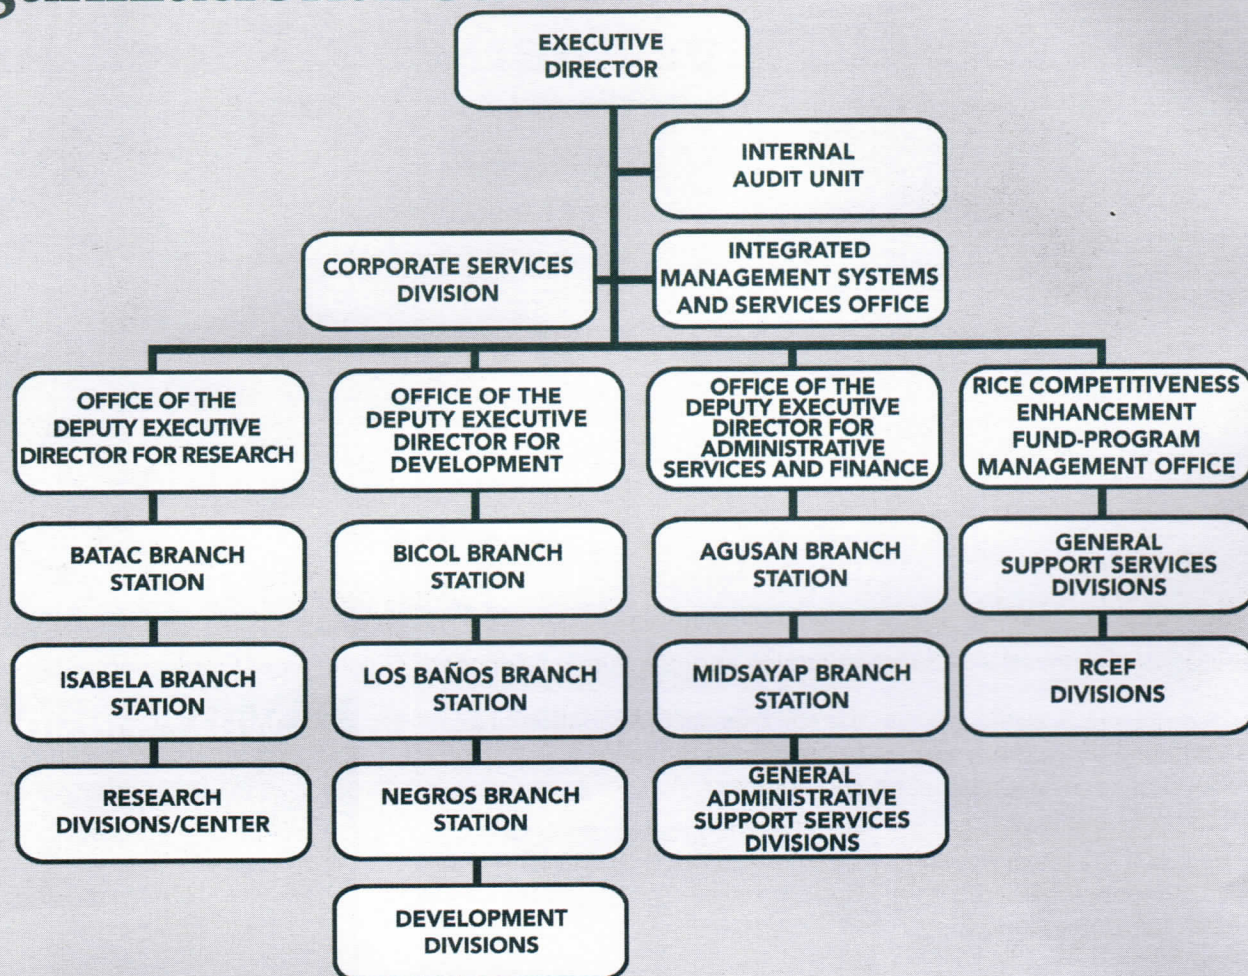 EXECUTIVE
DIRECTOR
INTERNAL
AUDIT UNIT
CORPORATE SERVICES
DIVISION
INTEGRATED
MANAGEMENT SYSTEMS
AND SERVICES OFFICE
OFFICE OF THE
DEPUTY EXECUTIVE
DIRECTOR FOR RESEARCH
BATAC BRANCH
STATION
ISABELA BRANCH
STATION
RESEARCH
DIVISIONS/CENTER
OFFICE OF THE
DEPUTY EXECUTIVE
DIRECTOR FOR
DEVELOPMENT
BICOL BRANCH
STATION
LOS BAÑOS BRANCH
STATION
NEGROS BRANCH
STATION
DEVELOPMENT
DIVISIONS
OFFICE OF THE
DEPUTY EXECUTIVE
DIRECTOR FOR
ADMINISTRATIVE
SERVICES AND FINANCE
AGUSAN BRANCH
STATION
MIDSAYAP BRANCH
STATION
GENERAL
ADMINISTRATIVE
SUPPORT SERVICES
DIVISIONS
RICE COMPETITIVENESS
ENHANCEMENT
FUND-PROGRAM
MANAGEMENT OFFICE
GENERAL
SUPPORT SERVICES
DIVISIONS
RCEF
DIVISIONS